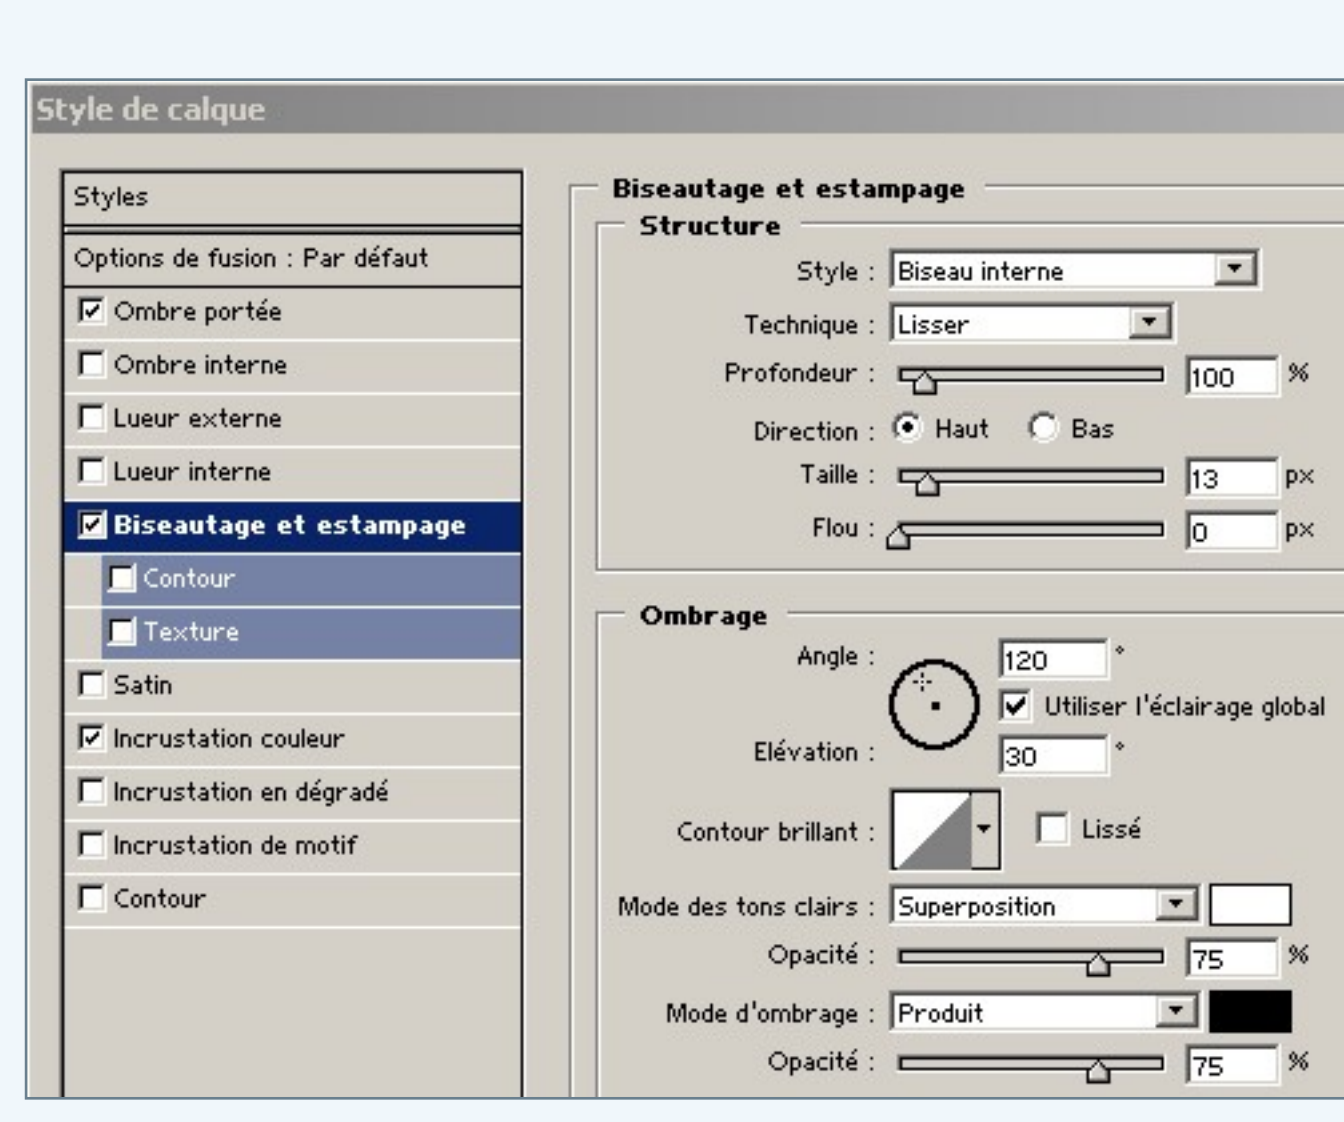 Style de calque
Styles
Options de fusion : Par défaut
Ombre portée
Ombre interne
Lueur externe
Lueur interne
Biseautage et estampage
Contour
Texture
Satin
Incrustation couleur
Incrustation en dégradé
Incrustation de motif
Contour
Biseautage et estampage
Structure
Style : Biseau interne
Technique : Lisser
Profondeur : 100 %
Direction : Haut Bas
Taille : 13 px
Flou : 0 px
Ombrage
Angle : 120 °
Utiliser l'éclairage global
Elévation : 30 °
Contour brillant : Lissé
Mode des tons clairs : Superposition
Opacité : 75 %
Mode d'ombrage : Produit
Opacité : 75 %